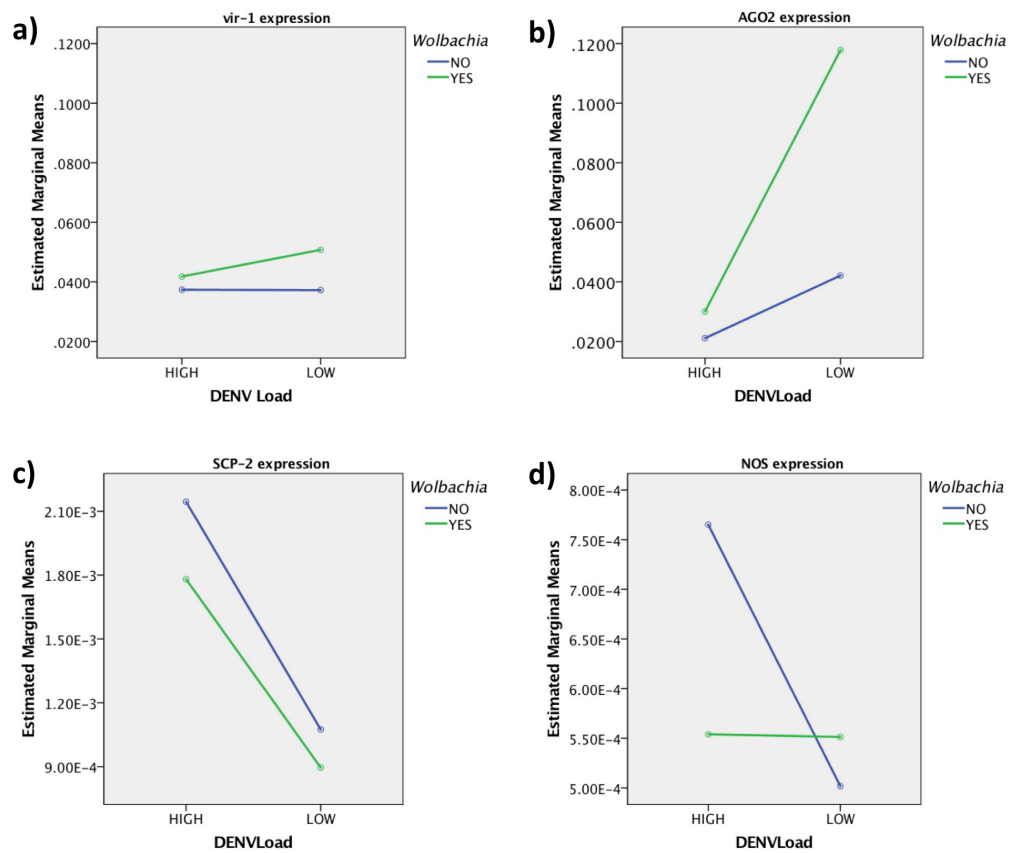 a)
vir-1 expression
Estimated Marginal Means
.1200
.1000
.0800
.0600
.0400
.0200
HIGH
LOW
DENV Load
Wolbachia
NO
YES
b)
AGO2 expression
Estimated Marginal Means
.1200
.1000
.0800
.0600
.0400
.0200
HIGH
LOW
DENVLoad
Wolbachia
NO
YES
c)
SCP-2 expression
Estimated Marginal Means
2.10E-3
1.80E-3
1.50E-3
1.20E-3
9.00E-4
HIGH
LOW
DENVLoad
Wolbachia
NO
YES
d)
NOS expression
Estimated Marginal Means
8.00E-4
7.50E-4
7.00E-4
6.50E-4
6.00E-4
5.50E-4
5.00E-4
HIGH
LOW
DENVLoad
Wolbachia
NO
YES